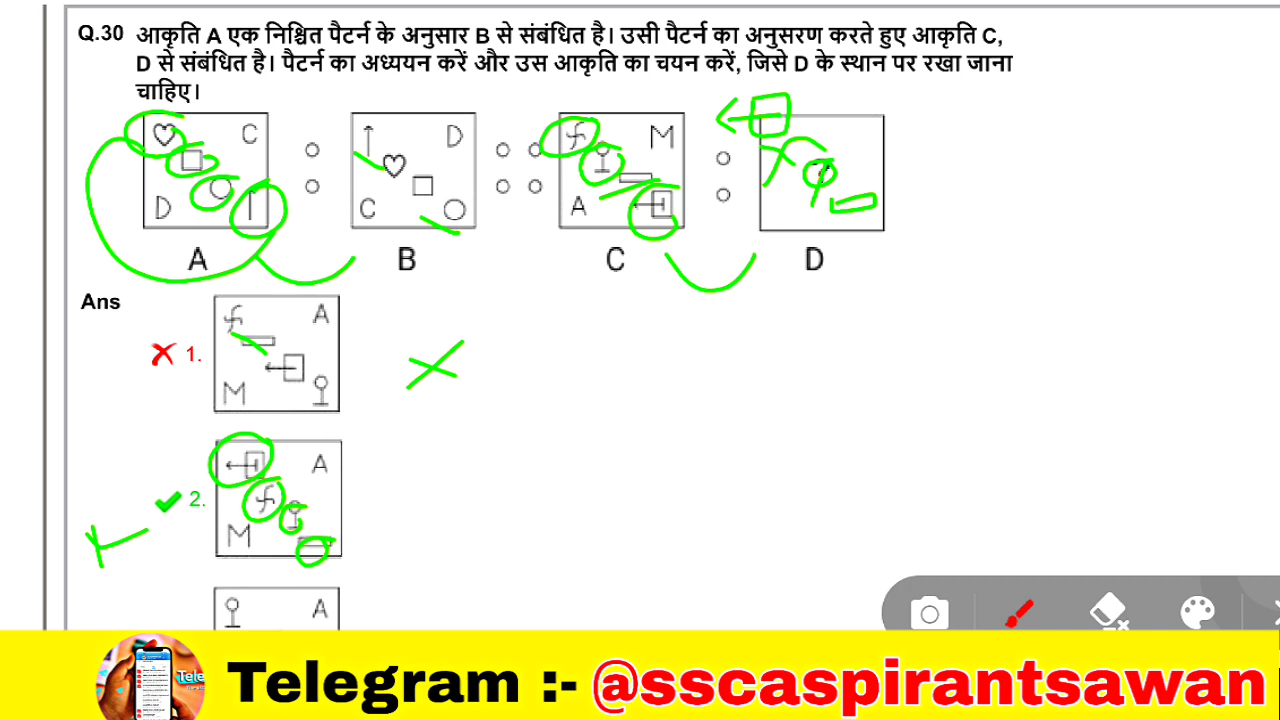 Q.30 आकृति A एक निश्चित पैटर्न के अनुसार B से संबंधित है। उसी पैटर्न का अनुसरण करते हुए आकृति C,
D से संबंधित है। पैटर्न का अध्ययन करें और उस आकृति का चयन करें, जिसे D के स्थान पर रखा जाना
चाहिए।
C D M
D C A ?
A B C D
Ans
1. A
M
2. A
M
A
Tele
Telegram :- @sscaspirantsawan